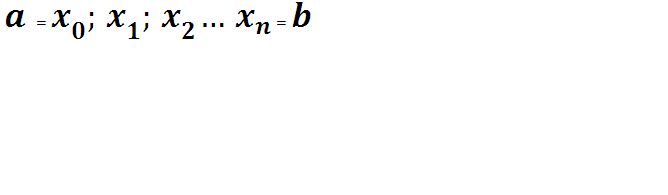 a = x₀; x₁; x₂ ... xₙ = b